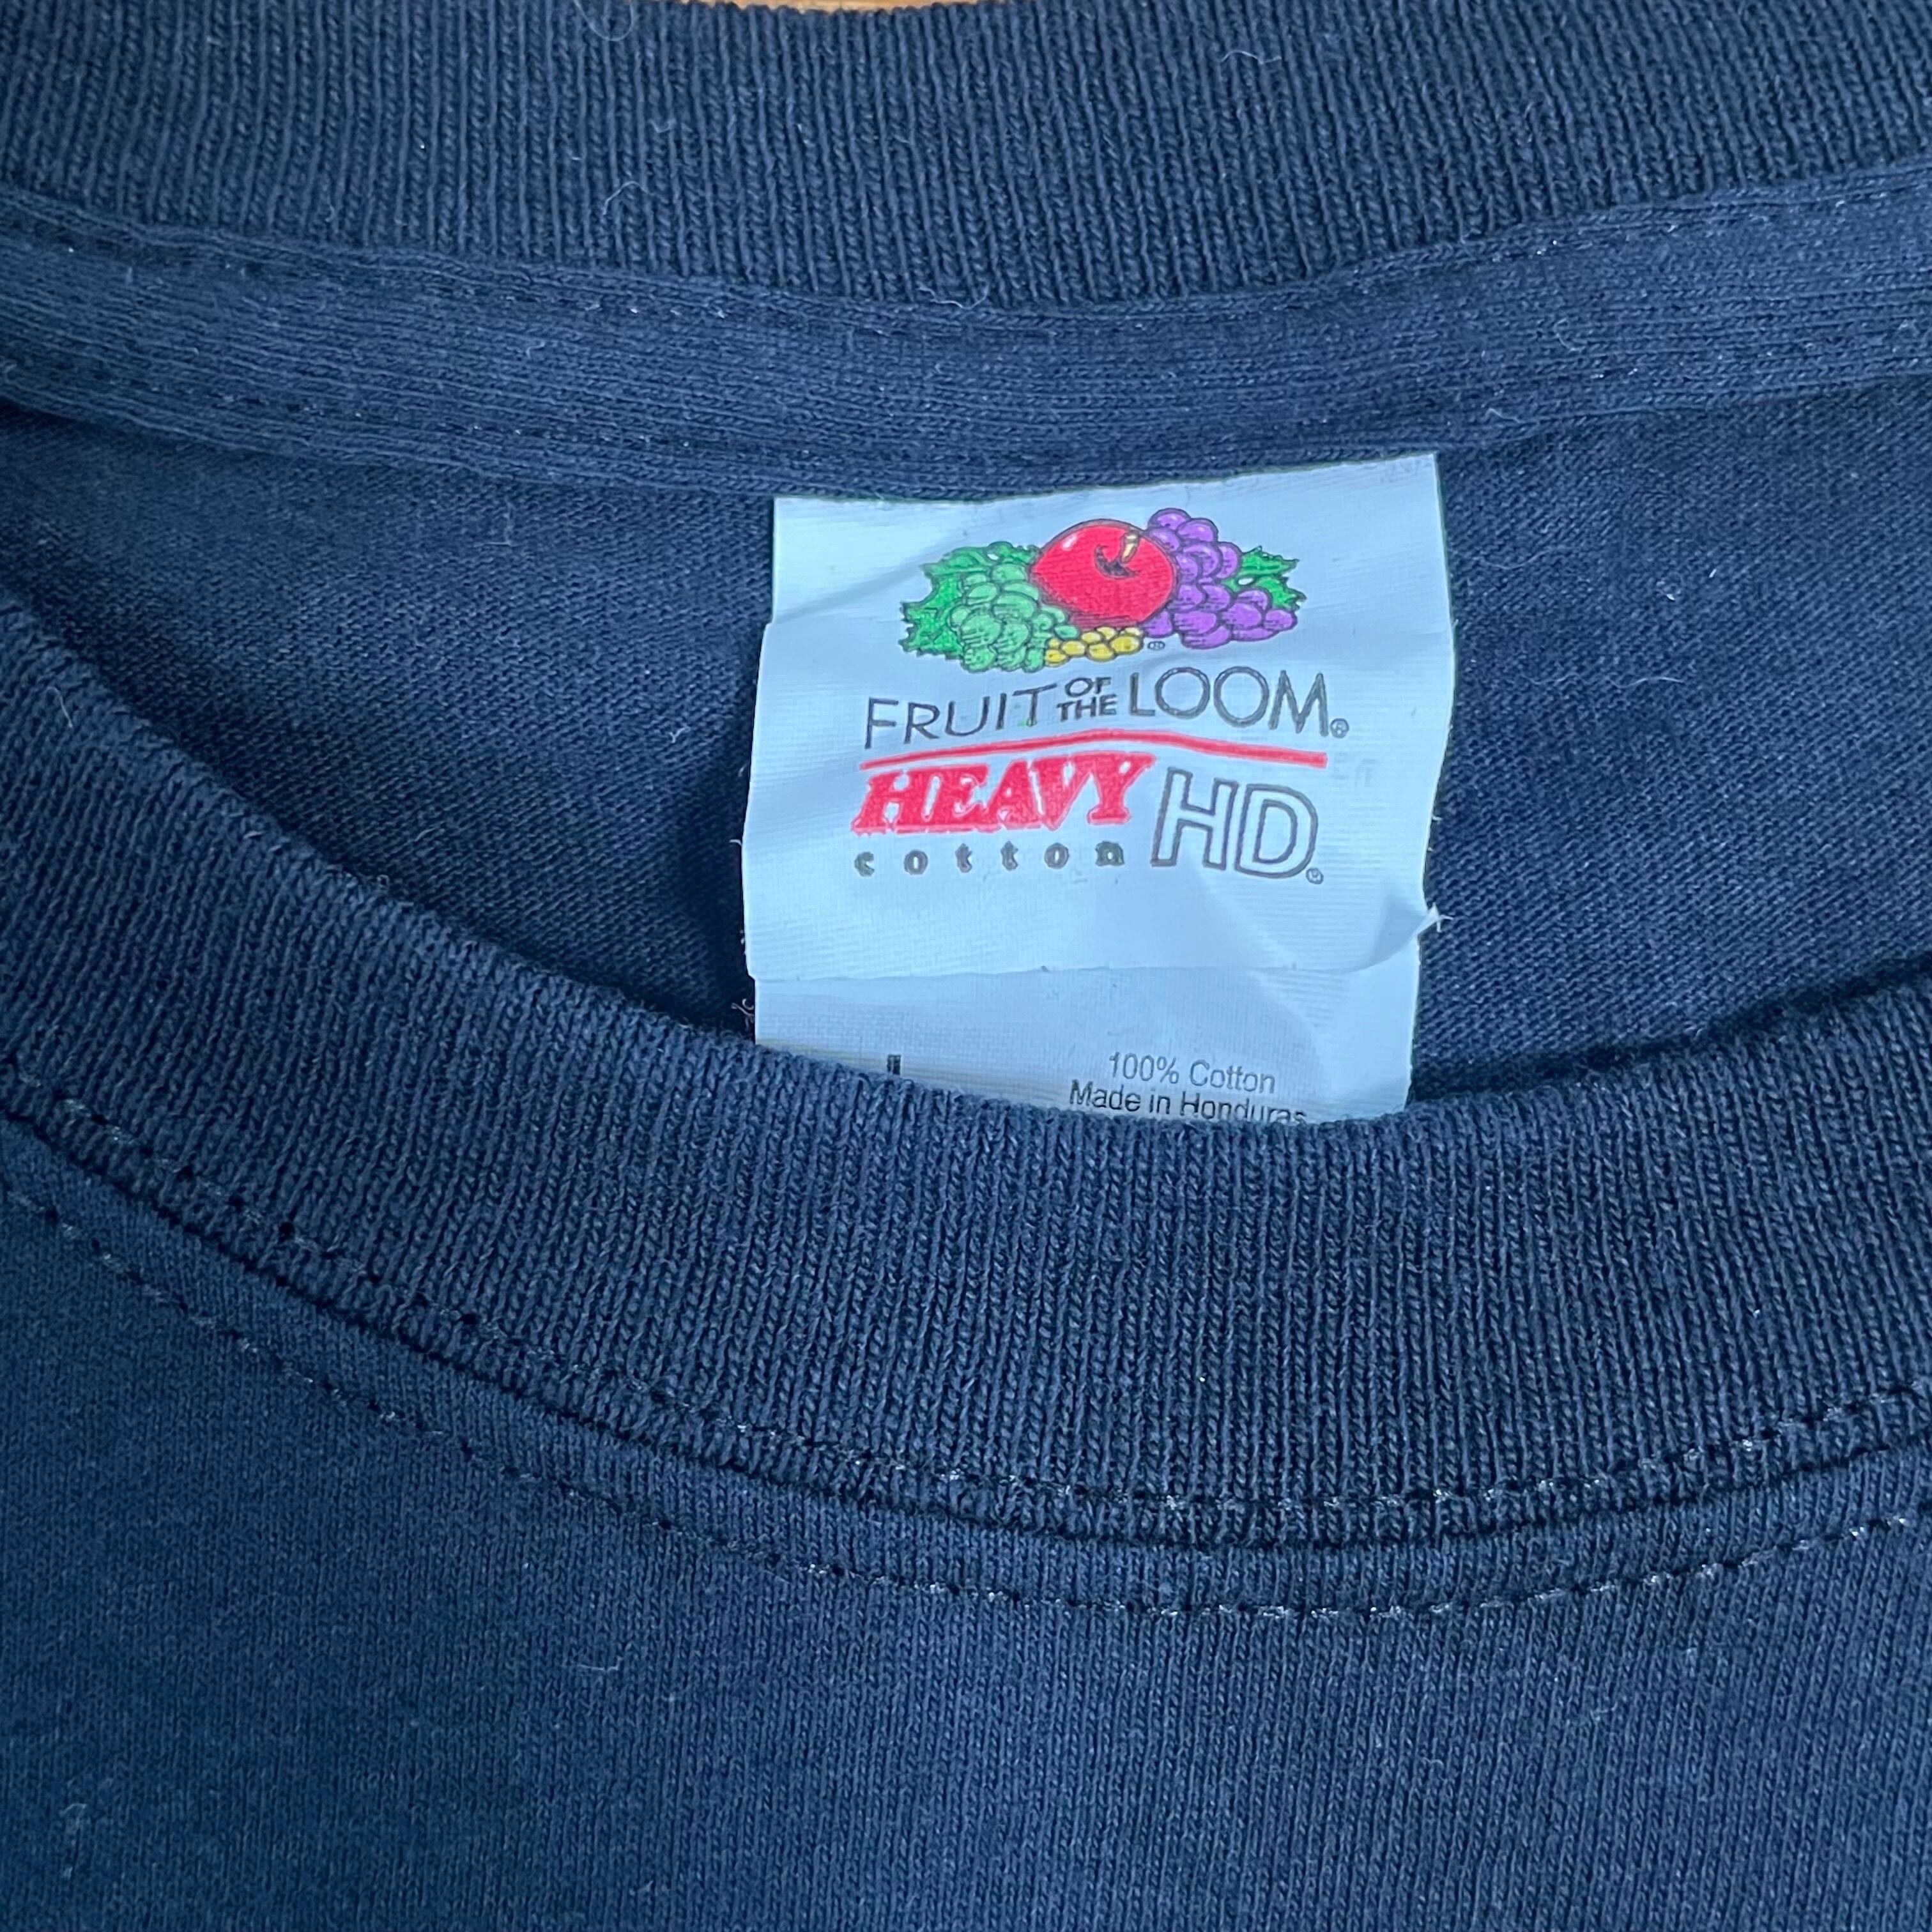 FRUIT OF THE LOOM®
HEAVY HD®
cotton
100% Cotton
Made in Honduras